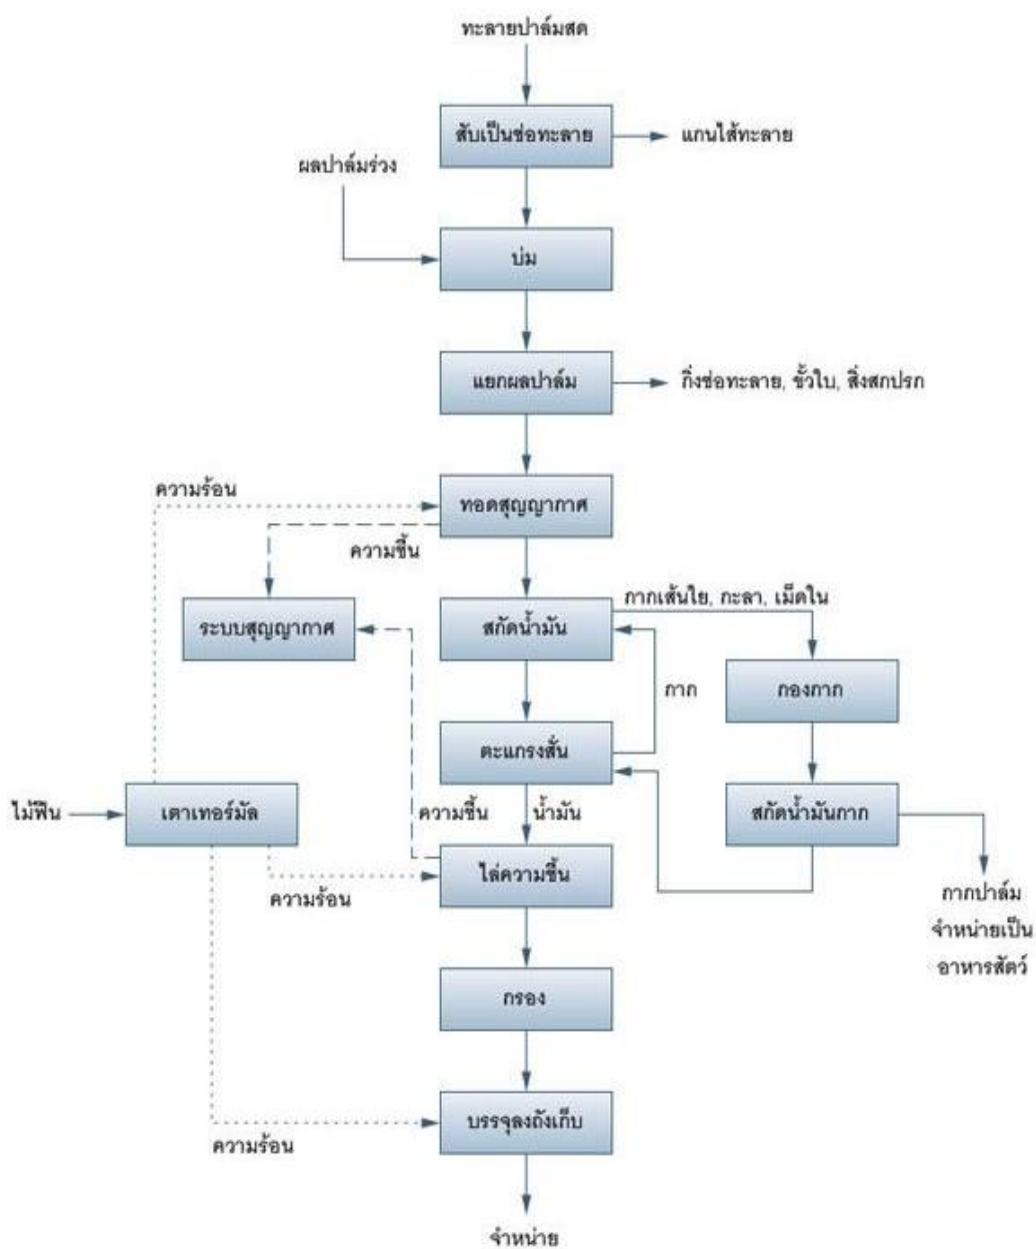 ทะลายปาล์มสด
สับเป็นช่อทะลาย
แกนไส้ทะลาย
ผลปาล์มร่วง
บ่ม
แยกผลปาล์ม
กิ่งช่อทะลาย, ขั้วใบ, สิ่งสกปรก
ความร้อน
ทอดสุญญากาศ
ความชื้น
กากเส้นใย, กะลา, เม็ดใน
ระบบสุญญากาศ
สกัดน้ำมัน
กาก
กองกาก
ตะแกรงสั่น
ไม้ฟืน
เตาเทอร์มัล
ความชื้น
น้ำมัน
สกัดน้ำมันกาก
ไล่ความชื้น
ความร้อน
กากปาล์ม
จำหน่ายเป็น
อาหารสัตว์
กรอง
บรรจุลงถังเก็บ
ความร้อน
จำหน่าย